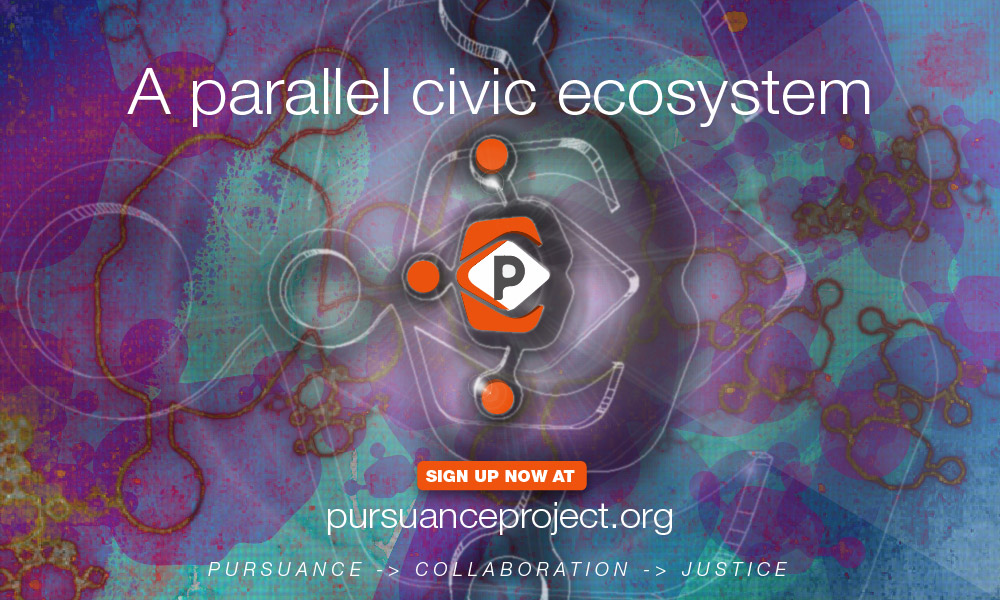 A parallel civic ecosystem
P
SIGN UP NOW AT
pursuanceproject.org
PURSUANCE -> COLLABORATION -> JUSTICE